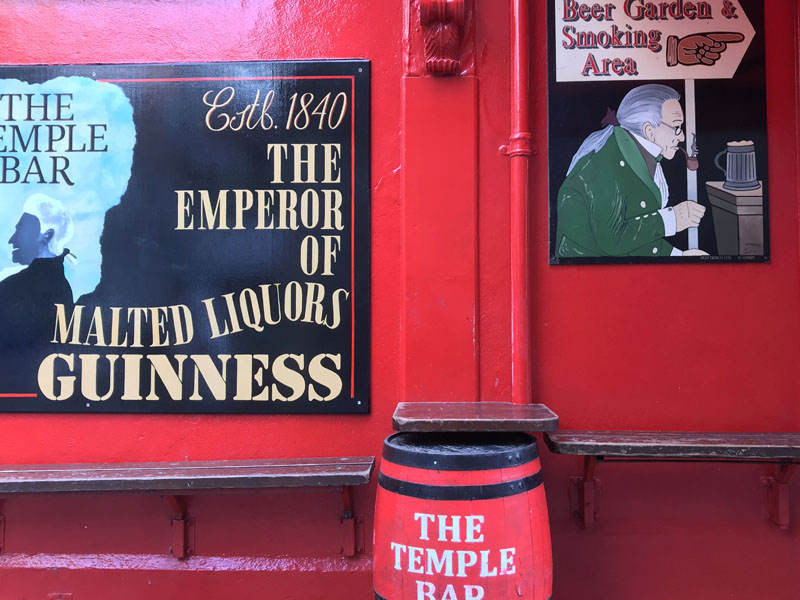 THE
TEMPLE
BAR
Estb. 1840
THE
EMPEROR
OF
MALTED LIQUORS
GUINNESS
Beer Garden &
Smoking
Area
THE
TEMPLE
BAR